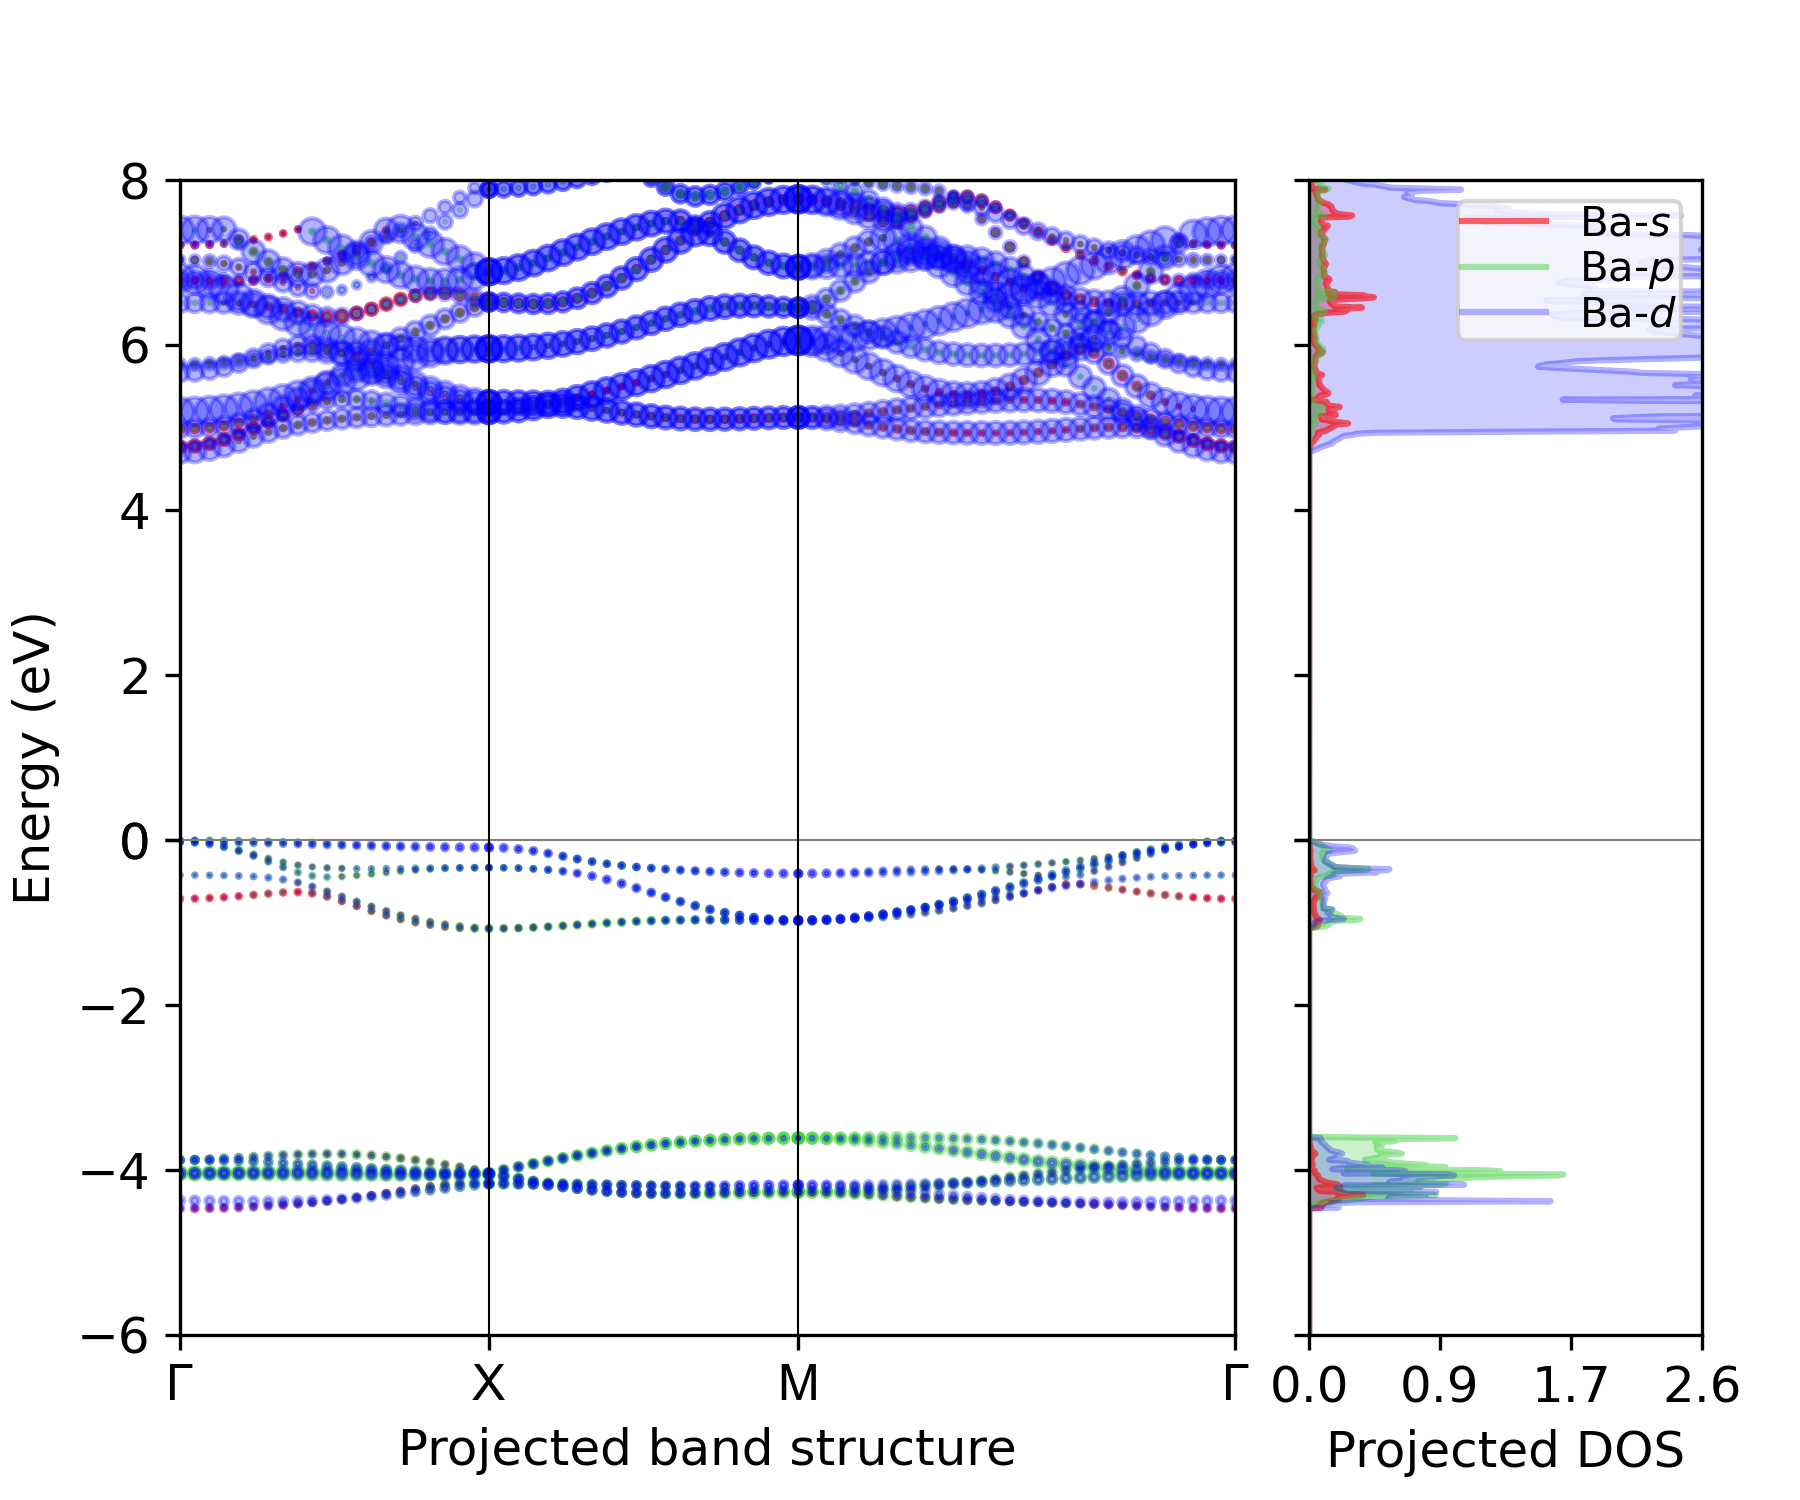 Energy (eV)
8
6
4
2
0
−2
−4
−6
Γ X M Γ
Projected band structure
Ba-s
Ba-p
Ba-d
0.0 0.9 1.7 2.6
Projected DOS